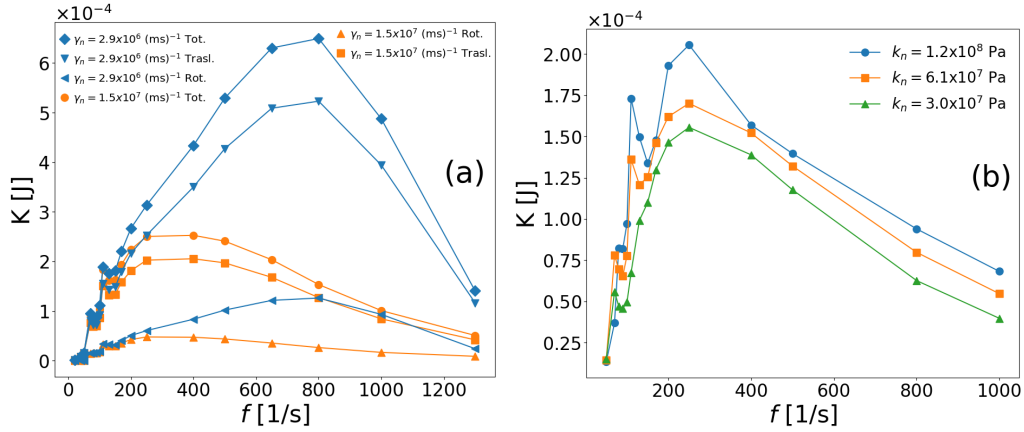 ×10⁻⁴
γₙ = 2.9x10⁶ (ms)⁻¹ Tot.
γₙ = 2.9x10⁶ (ms)⁻¹ Trasl.
γₙ = 2.9x10⁶ (ms)⁻¹ Rot.
γₙ = 1.5x10⁷ (ms)⁻¹ Tot.
γₙ = 1.5x10⁷ (ms)⁻¹ Rot.
γₙ = 1.5x10⁷ (ms)⁻¹ Trasl.
(a)
K [J]
6
5
4
3
2
1
0
0 200 400 600 800 1000 1200
f [1/s]
×10⁻⁴
kₙ = 1.2x10⁸ Pa
kₙ = 6.1x10⁷ Pa
kₙ = 3.0x10⁷ Pa
(b)
K [J]
2.00
1.75
1.50
1.25
1.00
0.75
0.50
0.25
200 400 600 800 1000
f [1/s]